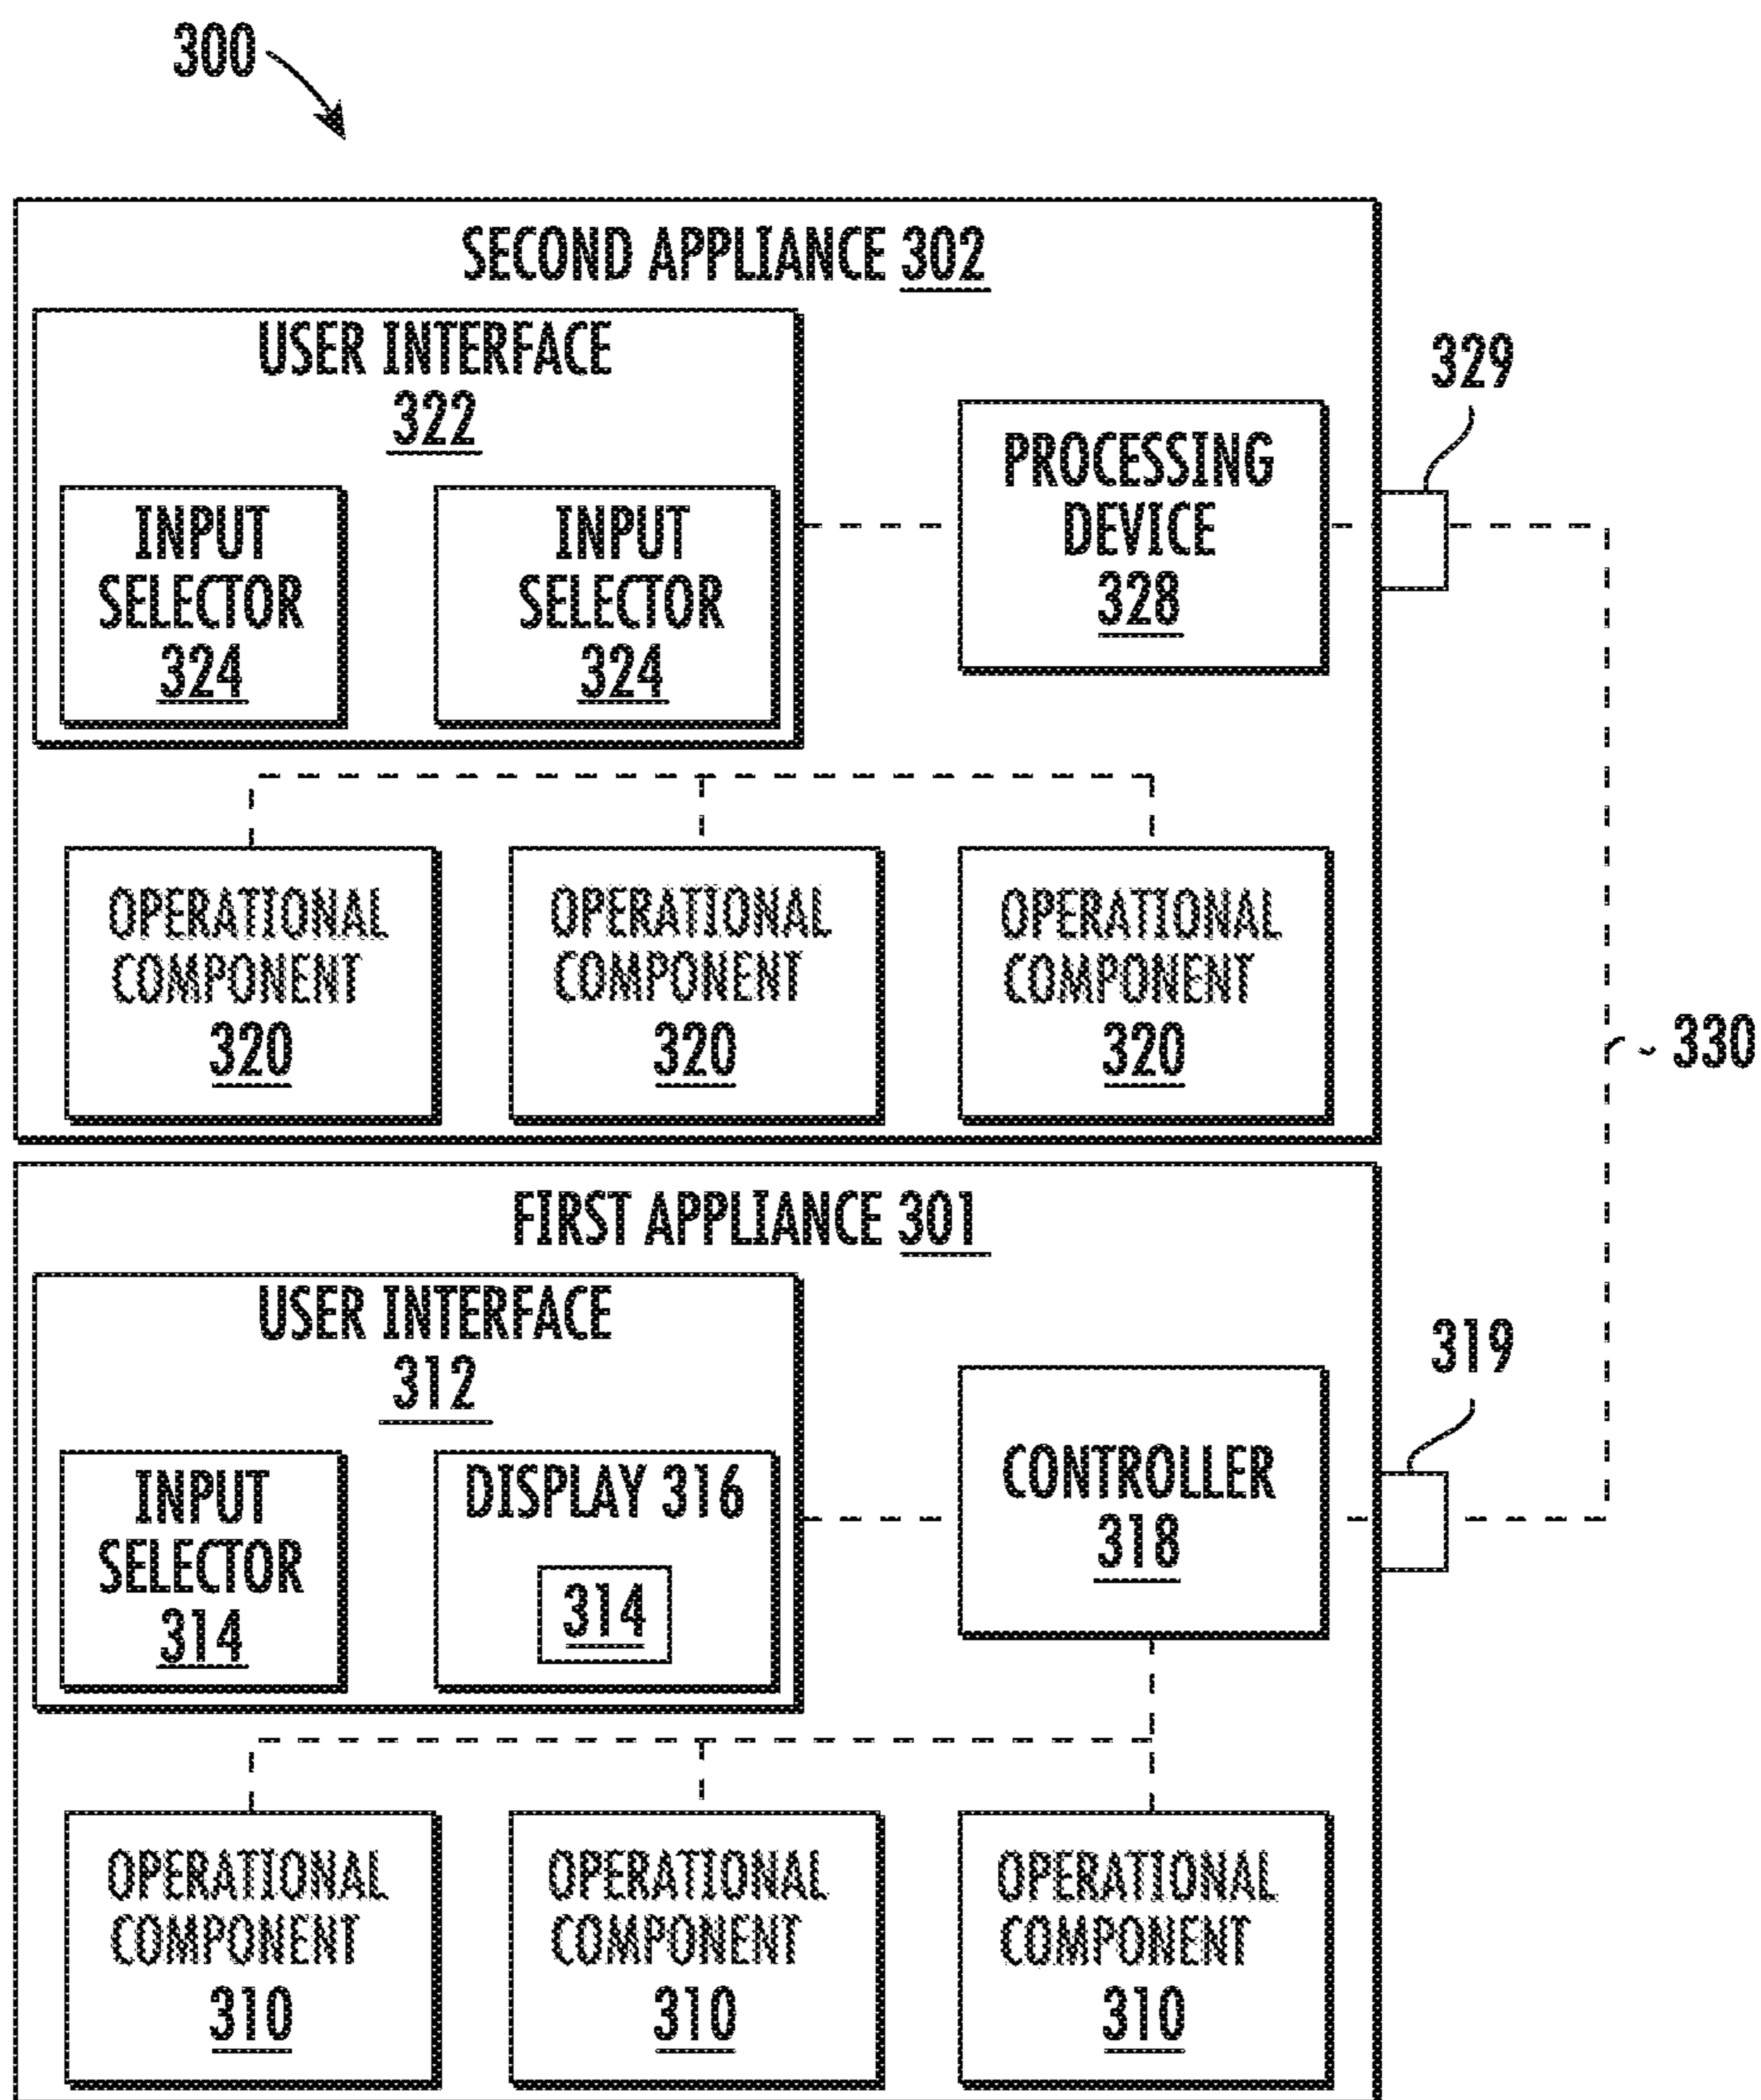 300
SECOND APPLIANCE 302
USER INTERFACE
322
INPUT
SELECTOR
324
INPUT
SELECTOR
324
PROCESSING
DEVICE
328
329
OPERATIONAL
COMPONENT
320
OPERATIONAL
COMPONENT
320
OPERATIONAL
COMPONENT
320
330
FIRST APPLIANCE 301
USER INTERFACE
312
INPUT
SELECTOR
314
DISPLAY 316
314
CONTROLLER
318
319
OPERATIONAL
COMPONENT
310
OPERATIONAL
COMPONENT
310
OPERATIONAL
COMPONENT
310